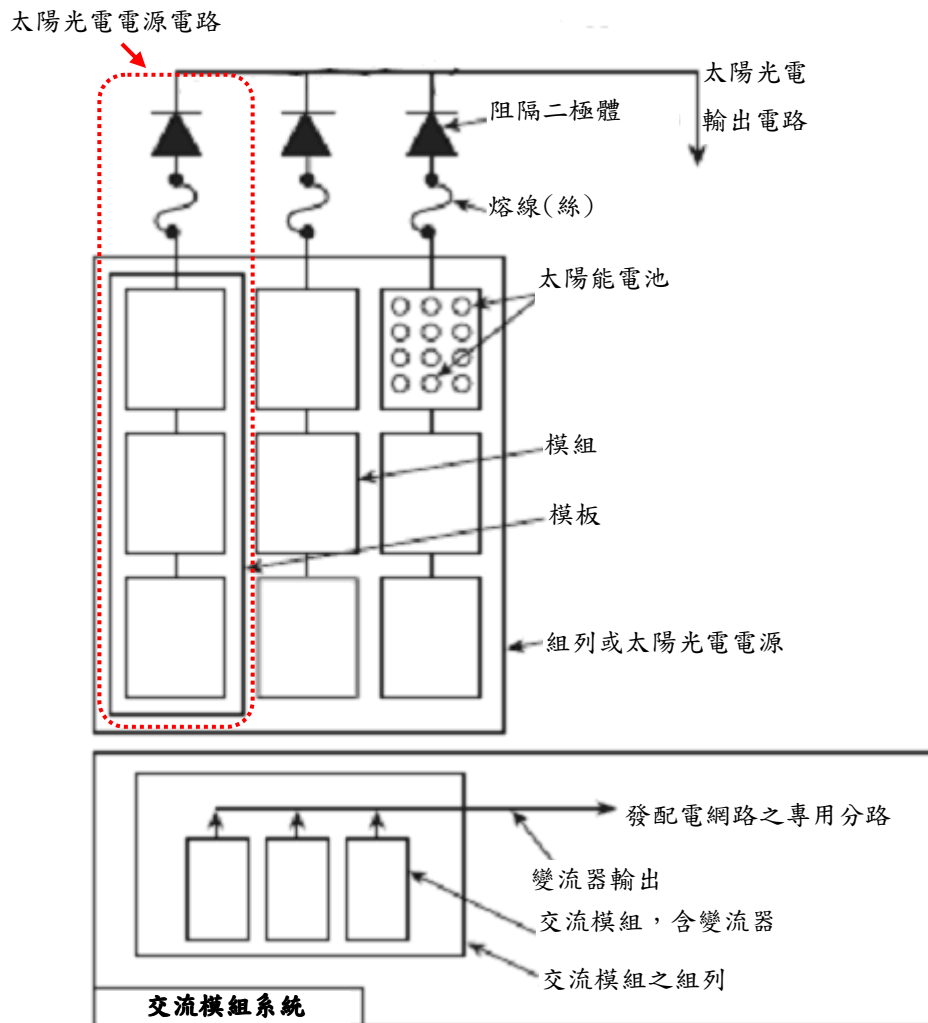 太陽光電電源電路
太陽光電
輸出電路
阻隔二極體
熔線(絲)
太陽能電池
模組
模板
組列或太陽光電電源
發配電網路之專用分路
變流器輸出
交流模組，含變流器
交流模組之組列
交流模組系統